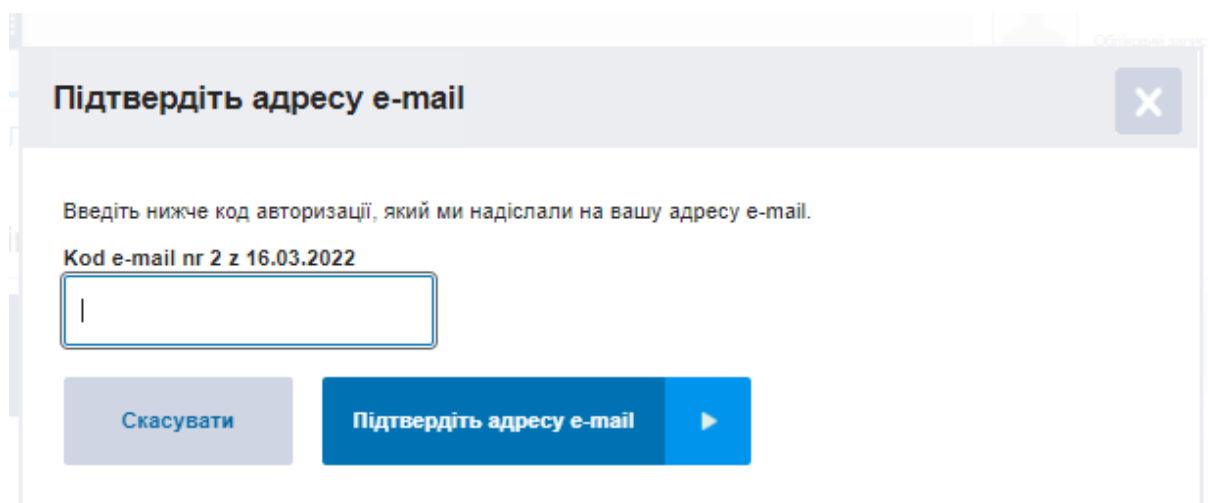 Підтвердіть адресу e-mail
Введіть нижче код авторизації, який ми надіслали на вашу адресу e-mail.
Kod e-mail nr 2 z 16.03.2022
Скасувати
Підтвердіть адресу e-mail